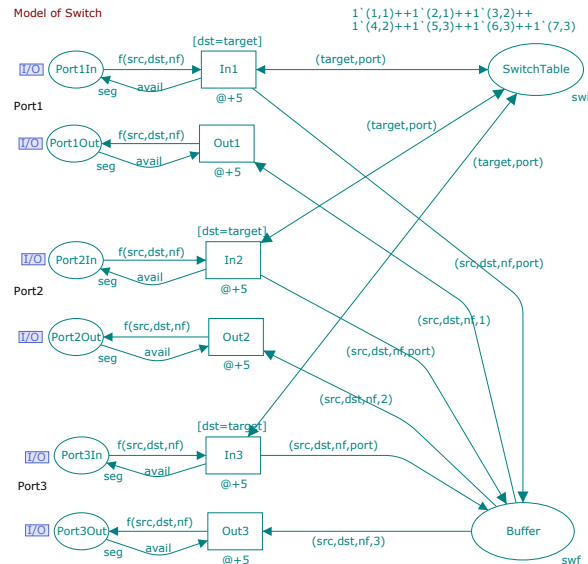 Model of Switch
1`(1,1)++1`(2,1)++1`(3,2)++
1`(4,2)++1`(5,3)++1`(6,3)++1`(7,3)
[dst=target]
I/O
Port1In
f(src,dst,nf)
In1
(target,port)
SwitchTable
avail
seg
@+5
swi
Port1
(target,port)
I/O
Port1Out
f(src,dst,nf)
Out1
avail
seg
@+5
(target,port)
[dst=target]
I/O
Port2In
f(src,dst,nf)
In2
(src,dst,nf,port)
avail
seg
@+5
Port2
(src,dst,nf,1)
I/O
Port2Out
f(src,dst,nf)
Out2
(src,dst,nf,port)
avail
seg
@+5
(src,dst,nf,2)
[dst=target]
I/O
Port3In
f(src,dst,nf)
In3
(src,dst,nf,port)
avail
seg
@+5
Port3
I/O
Port3Out
f(src,dst,nf)
Out3
Buffer
(src,dst,nf,3)
avail
seg
@+5
swf